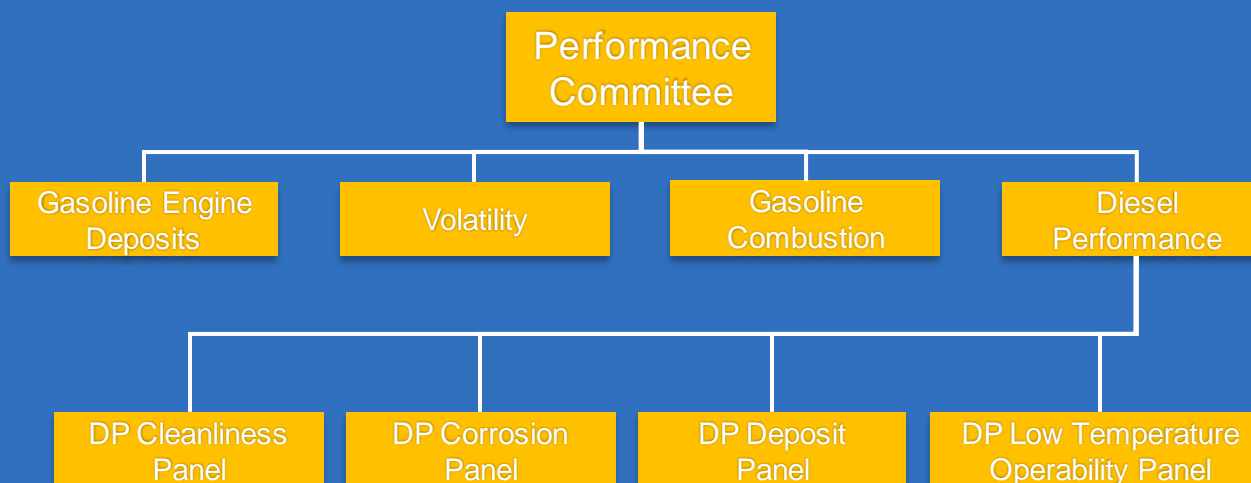 Performance
Committee
Gasoline Engine
Deposits
Volatility
Gasoline
Combustion
Diesel
Performance
DP Cleanliness
Panel
DP Corrosion
Panel
DP Deposit
Panel
DP Low Temperature
Operability Panel